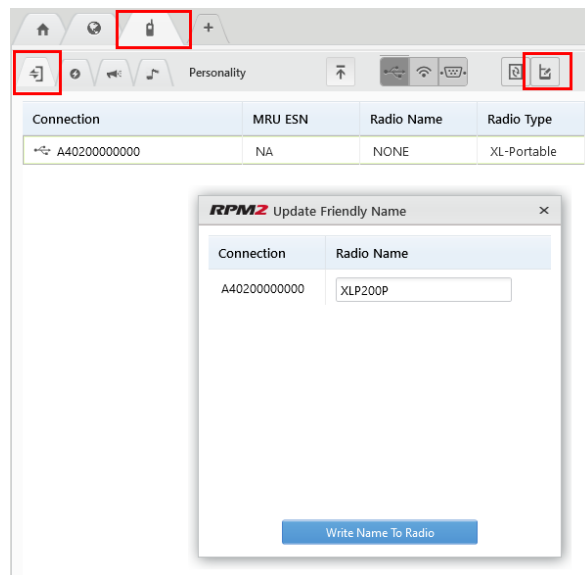 +
Personality
Connection MRU ESN Radio Name Radio Type
A40200000000 NA NONE XL-Portable
RPM2 Update Friendly Name ×
Connection Radio Name
A40200000000 XLP200P
Write Name To Radio